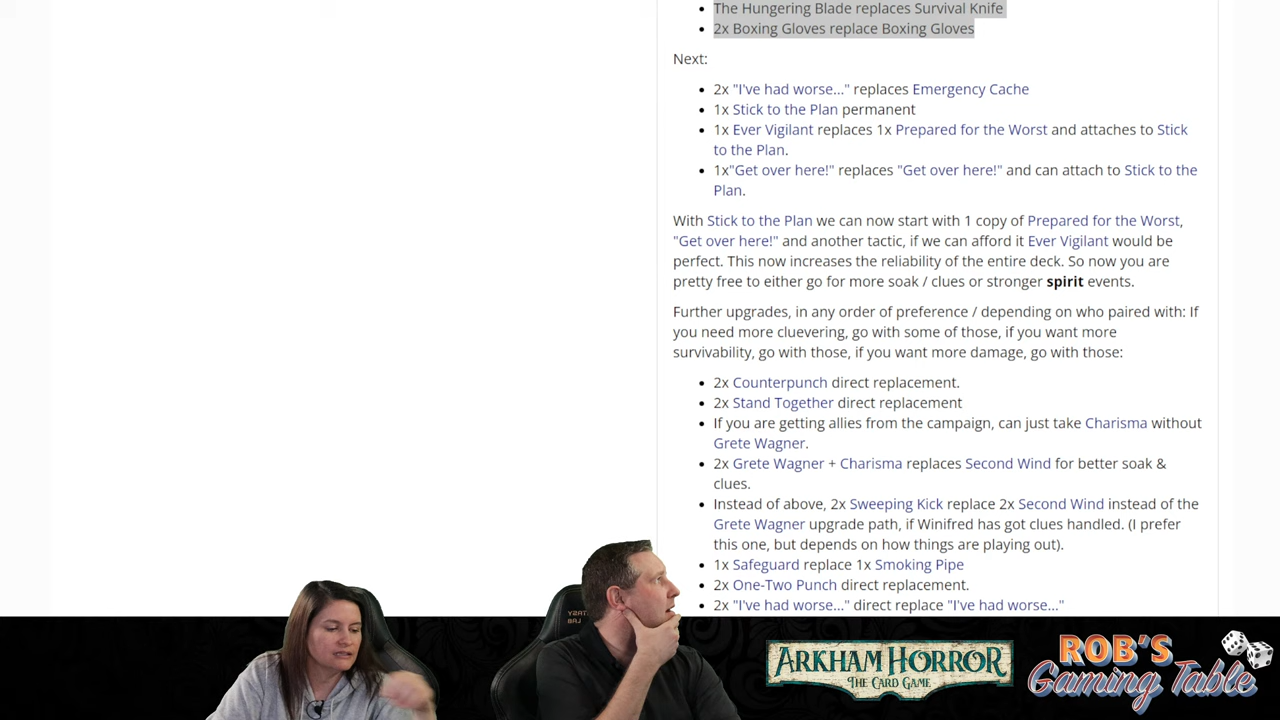 The Hungering Blade replaces Survival Knife
2x Boxing Gloves replace Boxing Gloves
Next:
2x "I've had worse…" replaces Emergency Cache
1x Stick to the Plan permanent
1x Ever Vigilant replaces 1x Prepared for the Worst and attaches to Stick
to the Plan.
1x"Get over here!" replaces "Get over here!" and can attach to Stick to the
Plan.
With Stick to the Plan we can now start with 1 copy of Prepared for the Worst,
"Get over here!" and another tactic, if we can afford it Ever Vigilant would be
perfect. This now increases the reliability of the entire deck. So now you are
pretty free to either go for more soak / clues or stronger spirit events.
Further upgrades, in any order of preference / depending on who paired with: If
you need more cluevering, go with some of those, if you want more
survivability, go with those, if you want more damage, go with those:
2x Counterpunch direct replacement.
2x Stand Together direct replacement
If you are getting allies from the campaign, can just take Charisma without
Grete Wagner.
2x Grete Wagner + Charisma replaces Second Wind for better soak &
clues.
Instead of above, 2x Sweeping Kick replace 2x Second Wind instead of the
Grete Wagner upgrade path, if Winifred has got clues handled. (I prefer
this one, but depends on how things are playing out).
1x Safeguard replace 1x Smoking Pipe
2x One-Two Punch direct replacement.
2x "I've had worse…" direct replace "I've had worse…"
ARKHAM HORROR
THE CARD GAME
ROB'S
Gaming Table